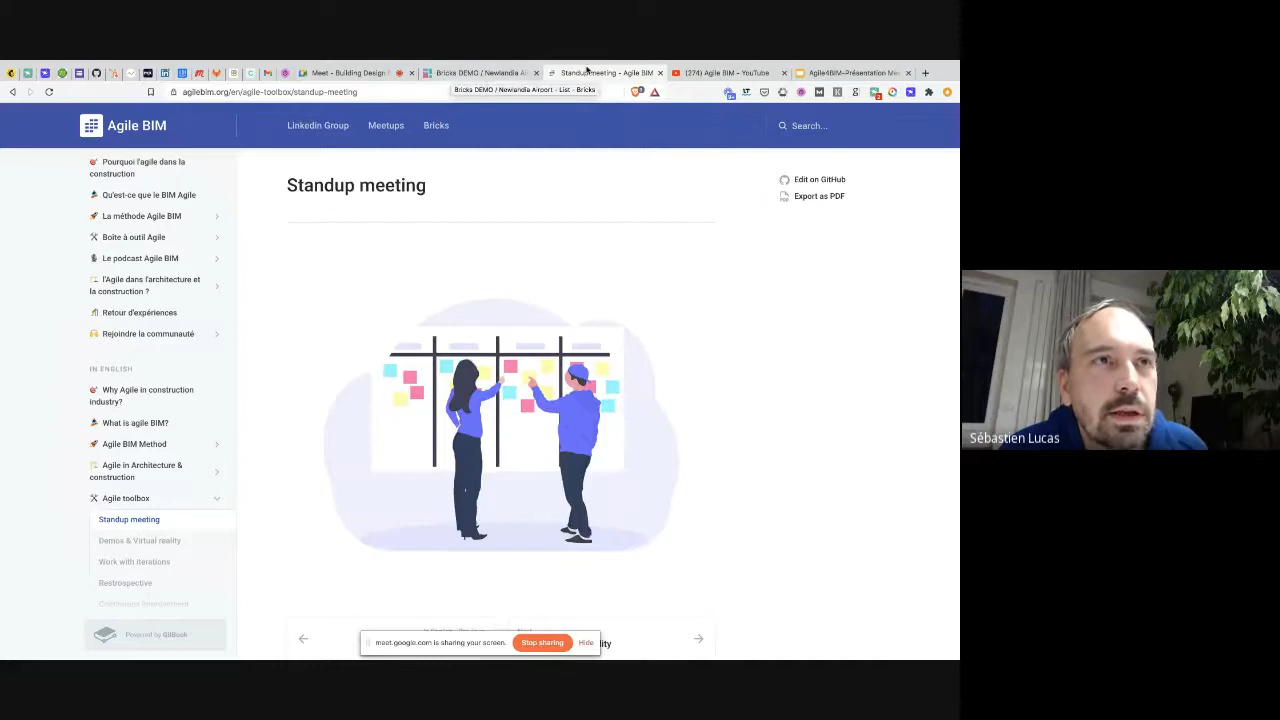 Meet - Building Design
Bricks DEMO / Newlandia Ai
Standup meeting - Agile BIM
(274) Agile BIM - YouTube
Agile4BIM-Présentation Me
agilebim.org/en/agile-toolbox/standup-meeting
Bricks DEMO / Newlandia Airport - List - Bricks
Agile BIM
Linkedin Group
Meetups
Bricks
Search...
Pourquoi l'agile dans la
construction
Qu'est-ce que le BIM Agile
La méthode Agile BIM
Boîte à outil Agile
Le podcast Agile BIM
l'Agile dans l'architecture et
la construction ?
Retour d'expériences
Rejoindre la communauté
IN ENGLISH
Why Agile in construction
industry?
What is agile BIM?
Agile BIM Method
Agile in Architecture &
construction
Agile toolbox
Standup meeting
Demos & Virtual reality
Work with iterations
Restrospective
Powered by GitBook
Standup meeting
Edit on GitHub
Export as PDF
meet.google.com is sharing your screen.
Stop sharing
Hide
lity
Sébastien Lucas